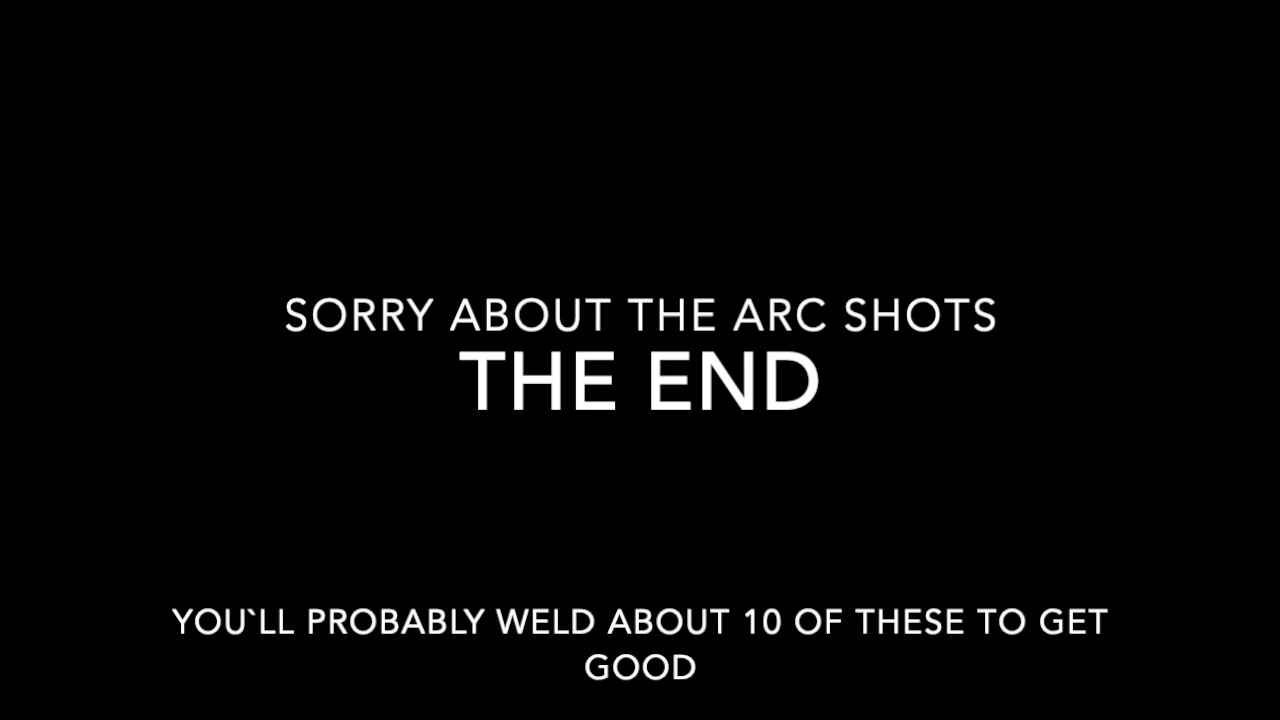 SORRY ABOUT THE ARC SHOTS
THE END
YOU`LL PROBABLY WELD ABOUT 10 OF THESE TO GET
GOOD